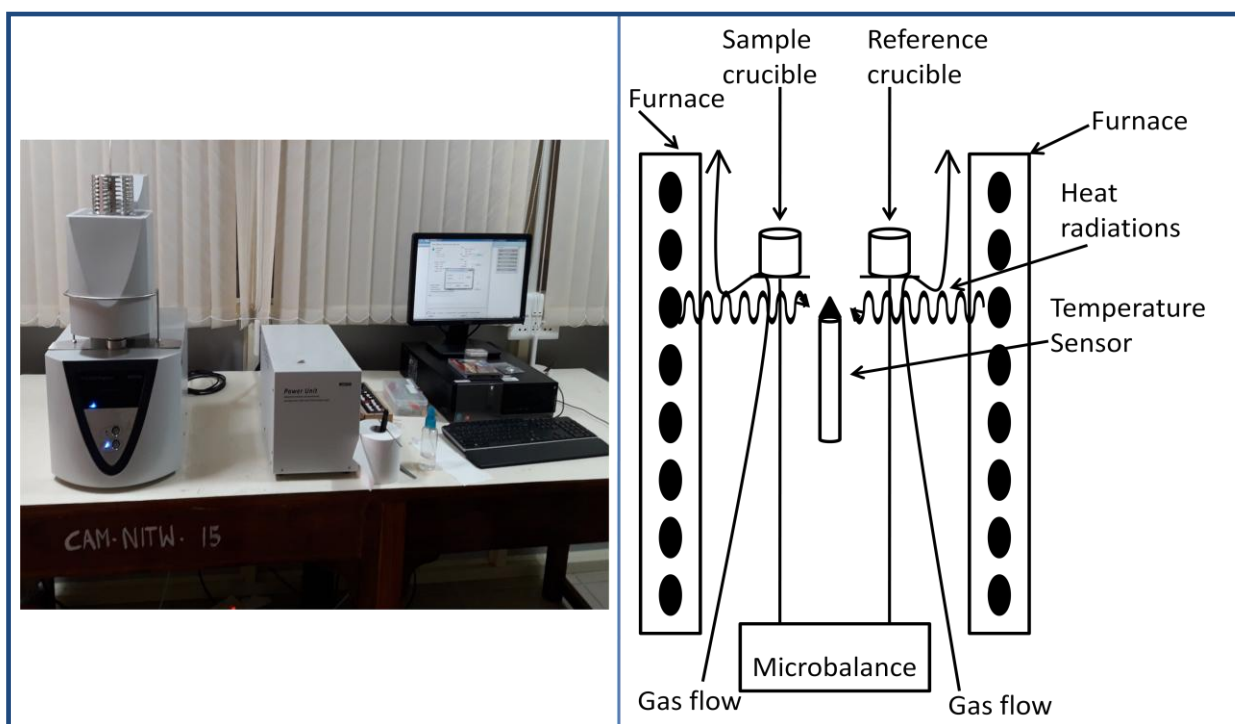 Sample
crucible
Reference
crucible
Furnace
Furnace
Heat
radiations
Temperature
Sensor
Microbalance
Gas flow
Gas flow
Power Unit
CAM-NITW-15